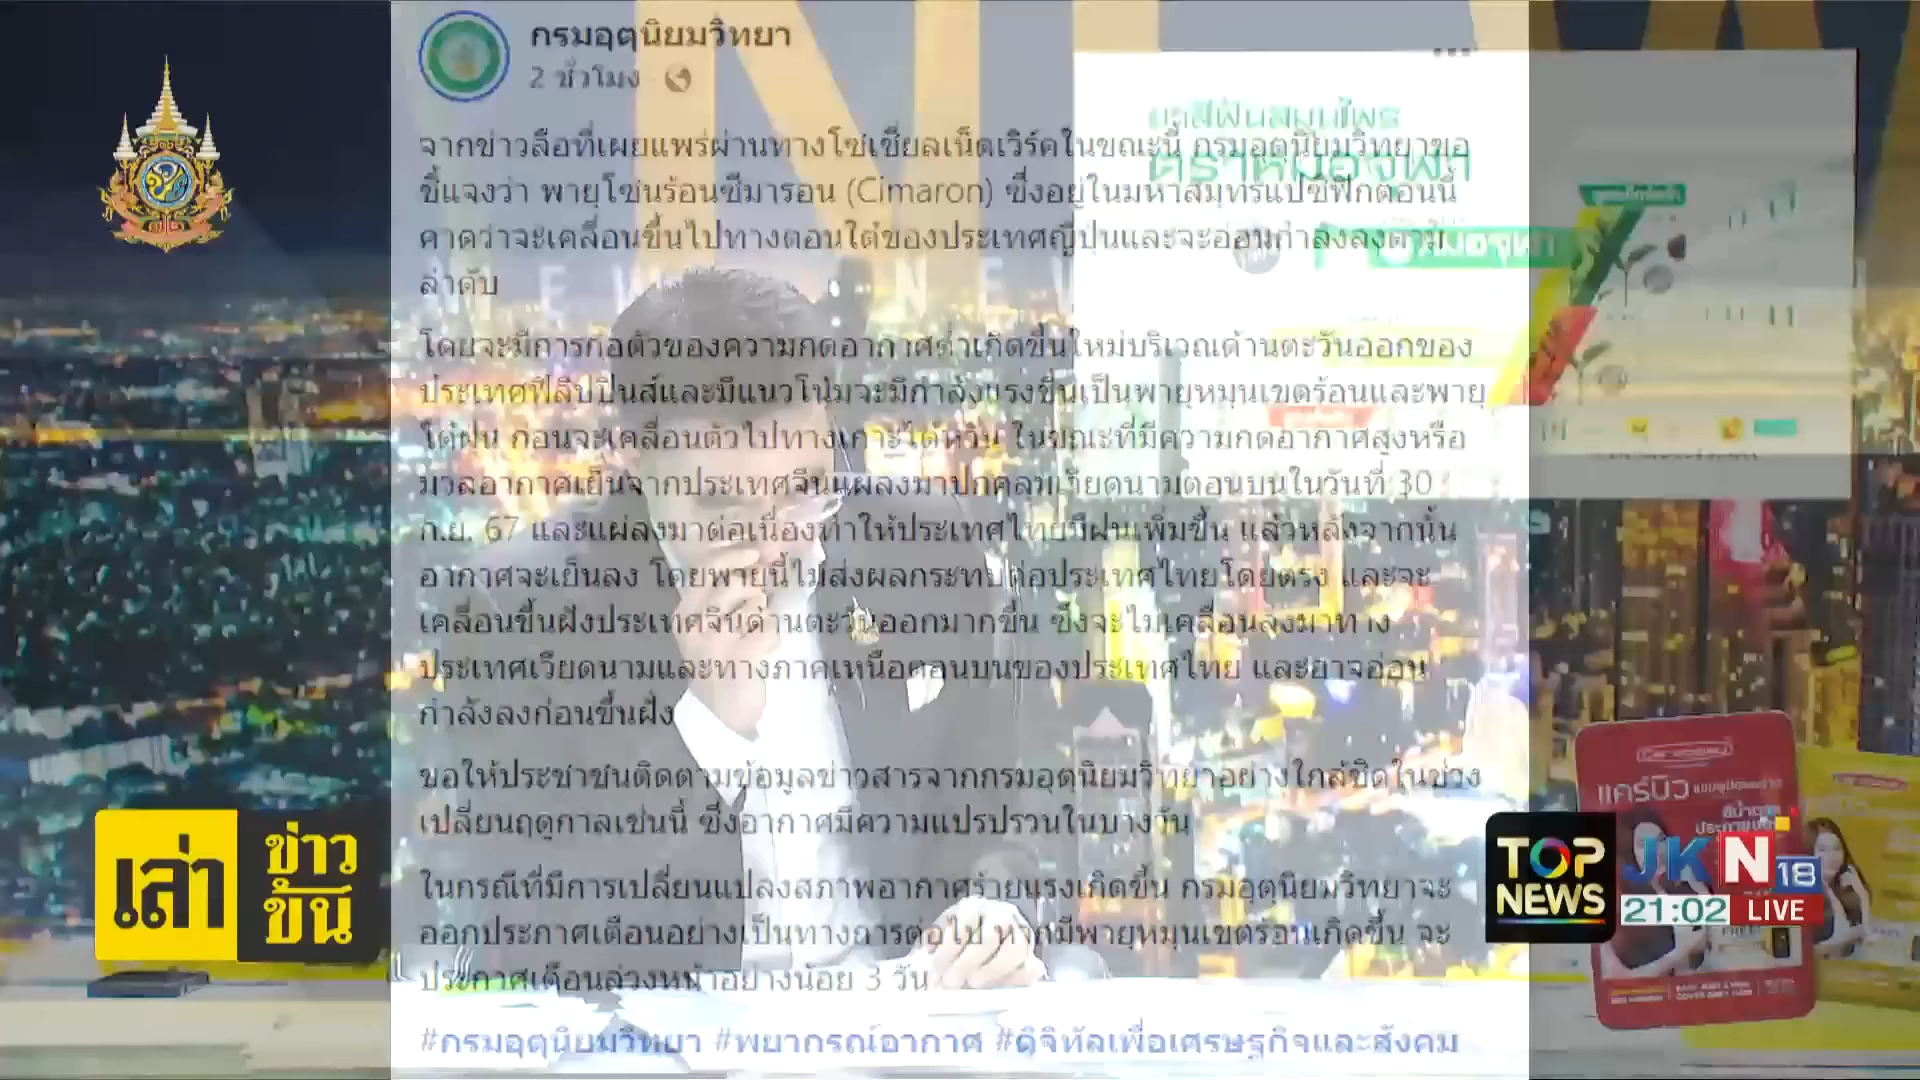 กรมอุตุนิยมวิทยา
2 ชั่วโมง
จากข่าวลือที่เผยแพร่ผ่านทางโซเชียลเน็ตเวิร์คในขณะนี้ กรมอุตุนิยมวิทยาขอ
ชี้แจงว่า พายุโซนร้อนซีมารอน (Cimaron) ซึ่งอยู่ในมหาสมุทรแปซิฟิกตอนนี้
คาดว่าจะเคลื่อนขึ้นไปทางตอนใต้ของประเทศญี่ปุ่นและจะอ่อนกำลังลงตาม
ลำดับ
โดยจะมีการก่อตัวของความกดอากาศต่ำเกิดขึ้นใหม่บริเวณด้านตะวันออกของ
ประเทศฟิลิปปินส์และมีแนวโน้มจะมีกำลังแรงขึ้นเป็นพายุหมุนเขตร้อนและพายุ
ไต้ฝุ่น ก่อนจะเคลื่อนตัวไปทางเกาะไต้หวัน ในขณะที่มีความกดอากาศสูงหรือ
มวลอากาศเย็นจากประเทศจีนแผ่ลงมาปกคลุมเวียดนามตอนบนในวันที่ 30
ก.ย. 67 และแผ่ลงมาต่อเนื่องทำให้ประเทศไทยมีฝนเพิ่มขึ้น แล้วหลังจากนั้น
อากาศจะเย็นลง โดยพายุนี้ไม่ส่งผลกระทบต่อประเทศไทยโดยตรง และจะ
เคลื่อนขึ้นฝั่งประเทศจีนด้านตะวันออกมากขึ้น ซึ่งจะไม่เคลื่อนลงมาทาง
ประเทศเวียดนามและทางภาคเหนือตอนบนของประเทศไทย และอาจอ่อน
กำลังลงก่อนขึ้นฝั่ง
ขอให้ประชาชนติดตามข้อมูลข่าวสารจากกรมอุตุนิยมวิทยาอย่างใกล้ชิดในช่วง
เปลี่ยนฤดูกาลเช่นนี้ ซึ่งอากาศมีความแปรปรวนในบางวัน
ในกรณีที่มีการเปลี่ยนแปลงสภาพอากาศร้ายแรงเกิดขึ้น กรมอุตุนิยมวิทยาจะ
ออกประกาศเตือนอย่างเป็นทางการต่อไป หากมีพายุหมุนเขตร้อนเกิดขึ้น จะ
ประกาศเตือนล่วงหน้าอย่างน้อย 3 วัน
#กรมอุตุนิยมวิทยา #พยากรณ์อากาศ #ดิจิทัลเพื่อเศรษฐกิจและสังคม
ยาสีฟันสมุนไพร
ตราหมอจุฬา
เล่า
ข่าว
ข้น
TOP
NEWS
JKN
18
21:02
LIVE
แคร์บิว